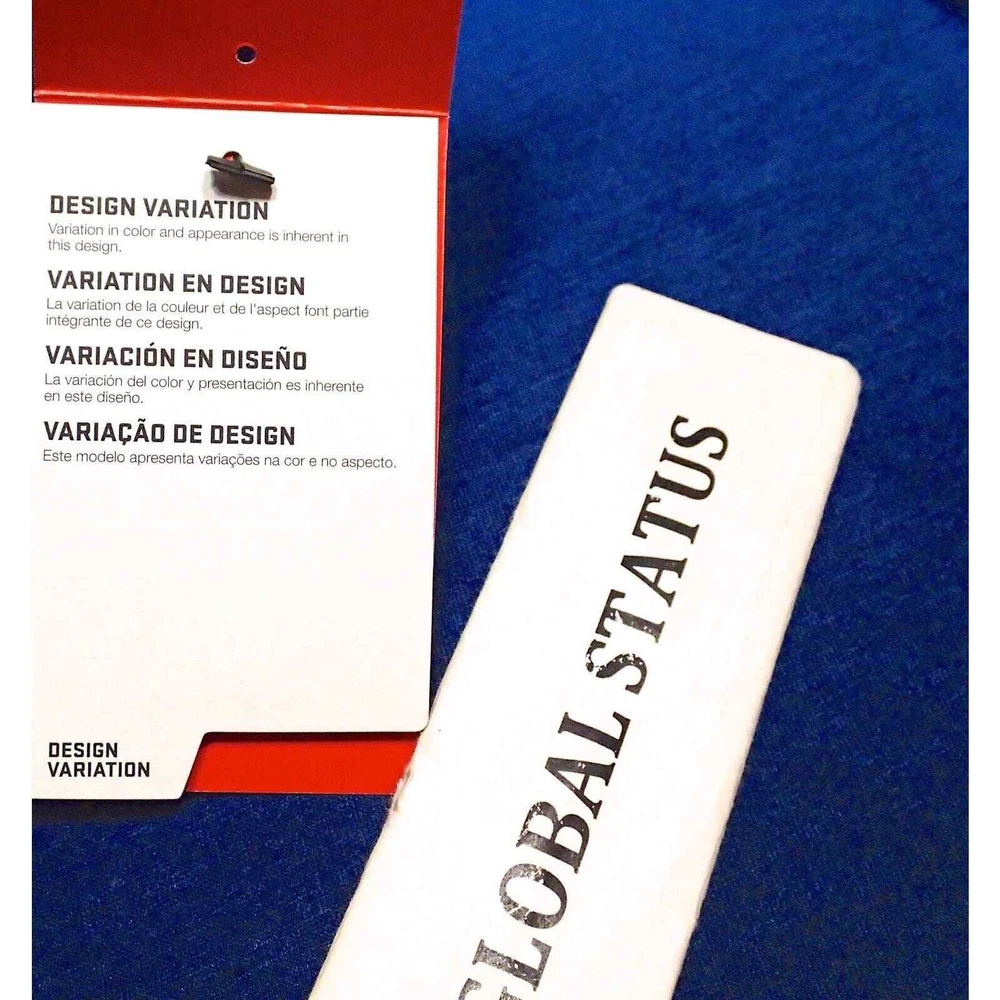 DESIGN VARIATION
Variation in color and appearance is inherent in
this design.
VARIATION EN DESIGN
La variation de la couleur et de l'aspect font partie
intégrante de ce design.
VARIACIÓN EN DISEÑO
La variación del color y presentación es inherente
en este diseño.
VARIAÇÃO DE DESIGN
Este modelo apresenta variações na cor e no aspecto.
DESIGN
VARIATION
GLOBAL STATUS